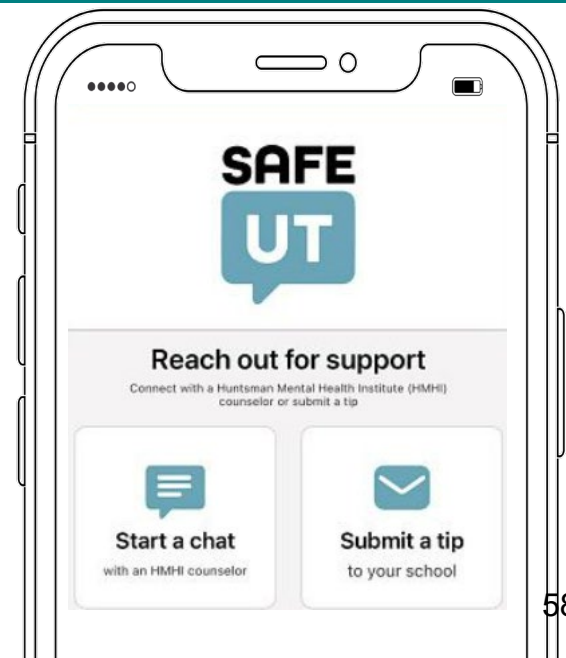 SAFE
UT
Reach out for support
Connect with a Huntsman Mental Health Institute (HMHI)
counselor or submit a tip
Start a chat
with an HMHI counselor
Submit a tip
to your school
58